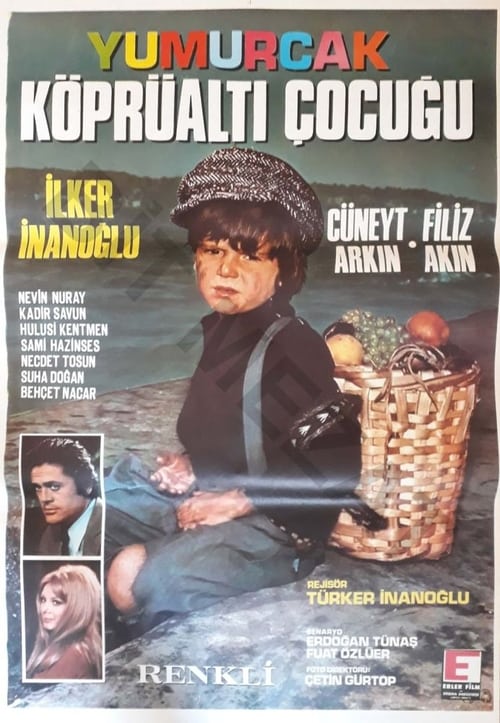 YUMURCAK
KÖPRÜALTI ÇOCUĞU
İLKER
İNANOĞLU
CÜNEYT . FİLİZ
ARKIN AKIN
NEVİN NURAY
KADİR SAVUN
HULUSİ KENTMEN
SAMİ HAZİNSES
NECDET TOSUN
SUHA DOĞAN
BEHÇET NACAR
REJİSÖR
TÜRKER İNANOĞLU
SENARYO
ERDOĞAN TÜNAŞ
FUAT ÖZLÜER
FOTO DİREKTÖRÜ:
ÇETİN GÜRTOP
RENKLİ
E
ERLER FİLM